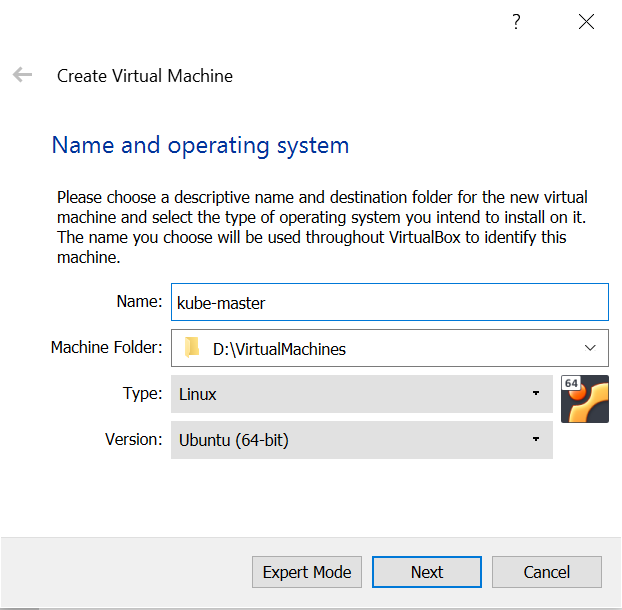 ?
Create Virtual Machine
Name and operating system
Please choose a descriptive name and destination folder for the new virtual
machine and select the type of operating system you intend to install on it.
The name you choose will be used throughout VirtualBox to identify this
machine.
Name: kube-master
Machine Folder: D:\VirtualMachines
Type: Linux
64
Version: Ubuntu (64-bit)
Expert Mode Next Cancel